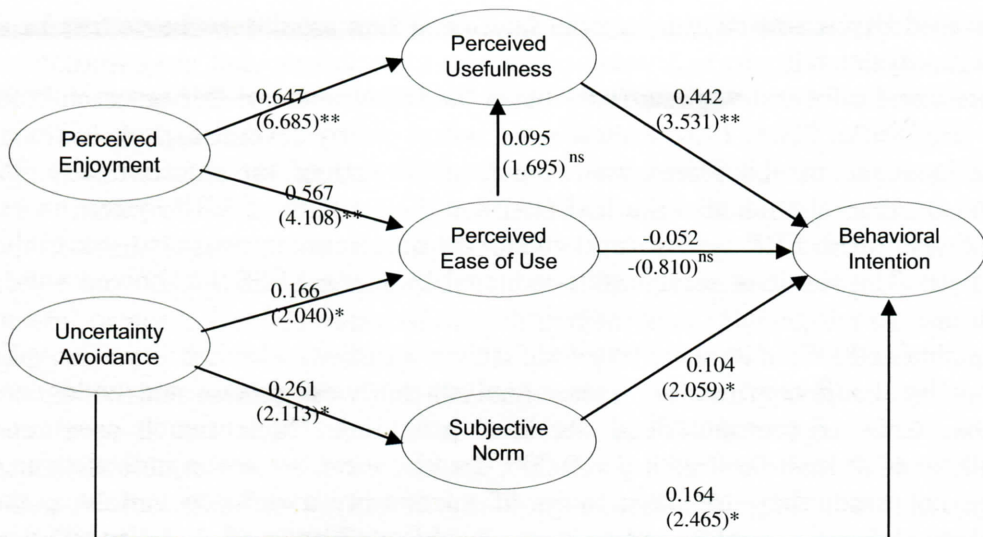 Perceived
Usefulness
0.647
(6.685)**
0.442
(3.531)**
Perceived
Enjoyment
0.095
(1.695) ns
0.567
(4.108)**
Perceived
Ease of Use
-0.052
-(0.810)ns
Behavioral
Intention
0.166
(2.040)*
Uncertainty
Avoidance
0.104
(2.059)*
0.261
(2.113)*
Subjective
Norm
0.164
(2.465)*